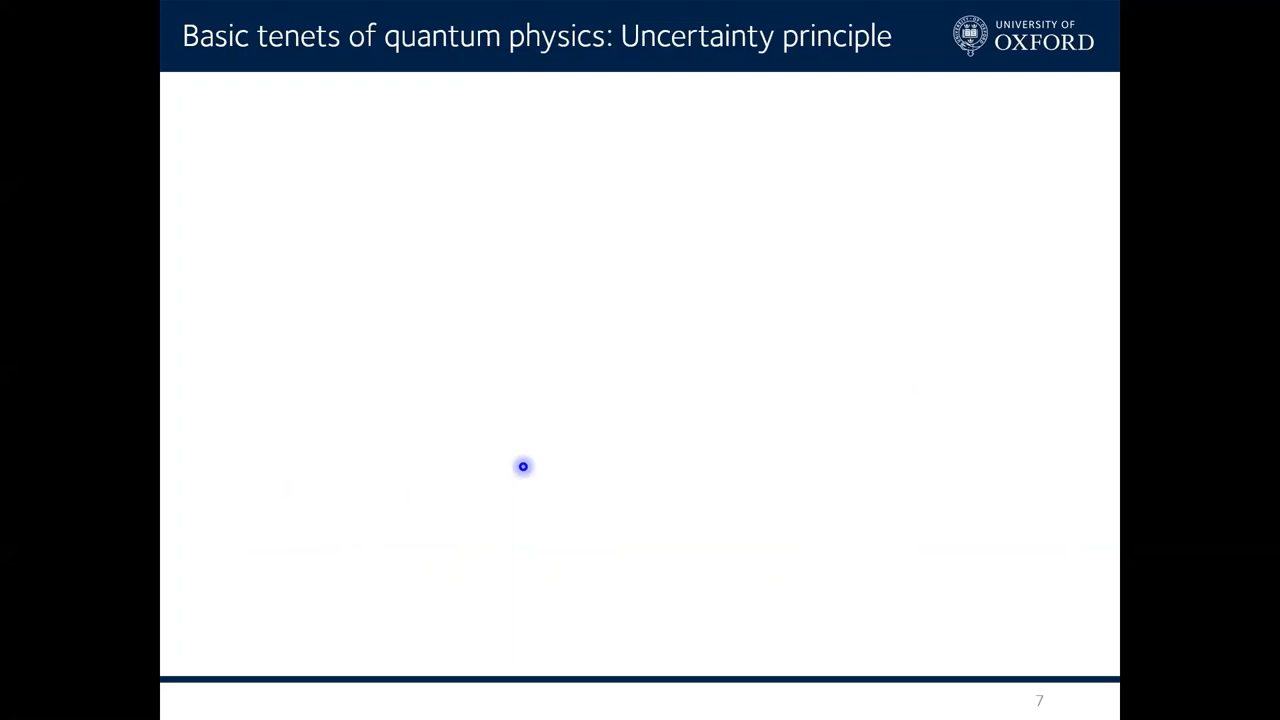 Basic tenets of quantum physics: Uncertainty principle
UNIVERSITY OF
OXFORD
7